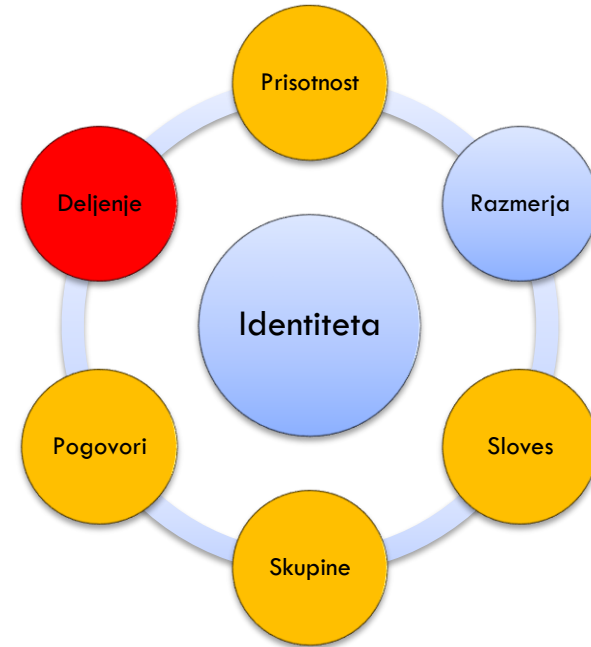 Prisotnost
Deljenje
Razmerja
Identiteta
Pogovori
Sloves
Skupine